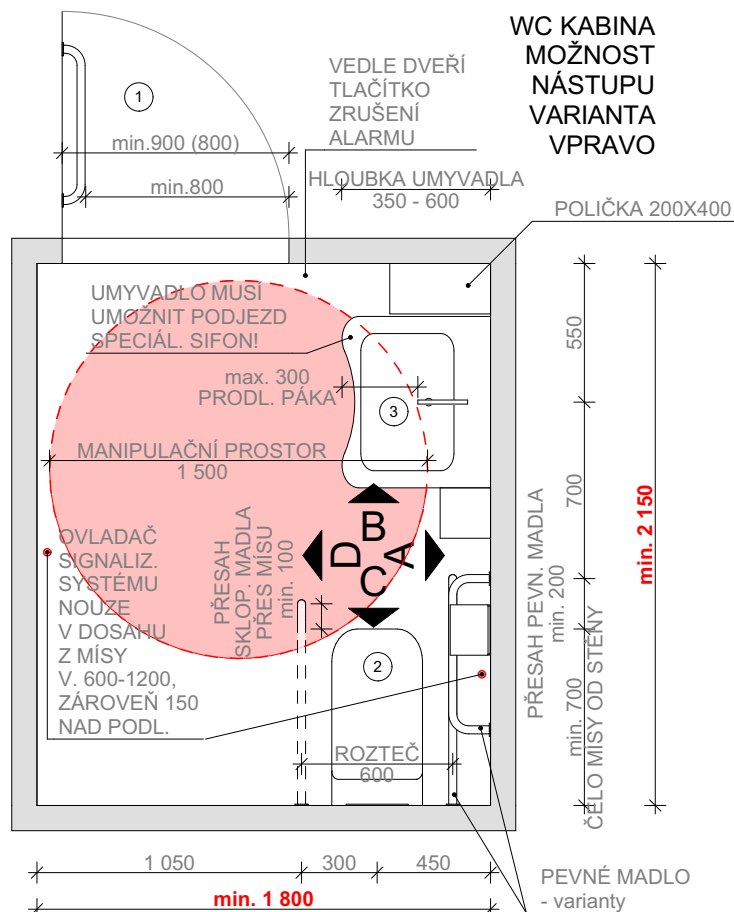 WC KABINA
MOŽNOST
NÁSTUPU
VARIANTA
VPRAVO
VEDLE DVEŘÍ
TLAČÍTKO
ZRUŠENÍ
ALARMU
1
min.900 (800)
min.800
HLOUBKA UMYVADLA
350 - 600
POLIČKA 200X400
UMYVADLO MUSÍ
UMOŽNIT PODJEZD
SPECIÁL. SIFON!
max. 300
PRODL. PÁKA
3
MANIPULAČNÍ PROSTOR
1 500
550
700
min. 2 150
B
D
A
C
OVLADAČ
SIGNALIZ.
SYSTÉMU
NOUZE
V DOSAHU
Z MÍSY
V. 600-1200,
ZÁROVEŇ 150
NAD PODL.
PŘESAH
SKLOP. MADLA
PŘES MÍSU
min. 100
2
PŘESAH PEVN. MADLA
min. 200
min. 700
ČELO MÍSY OD STĚNY
ROZTEČ
600
1 050
300
450
min. 1 800
PEVNÉ MADLO
- varianty